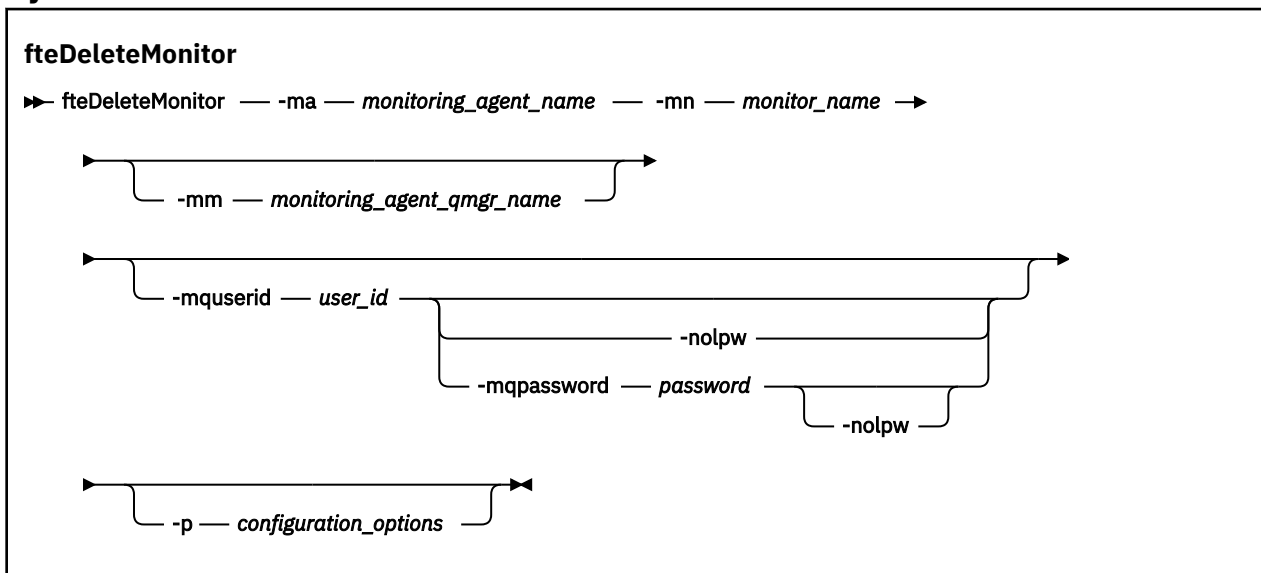 fteDeleteMonitor
fteDeleteMonitor -ma monitoring_agent_name -mn monitor_name
-mm monitoring_agent_qmgr_name
-mquserid user_id
-nolpw
-mqpassword password
-nolpw
-p configuration_options